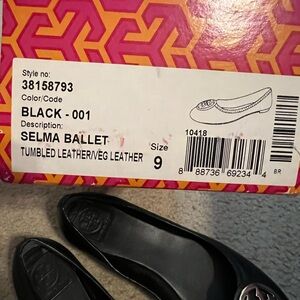 Style no:
38158793
Color/Code
BLACK - 001
Description:
SELMA BALLET
TUMBLED LEATHER/VEG LEATHER
Size
9
10418
8 88736 69234 4
BR